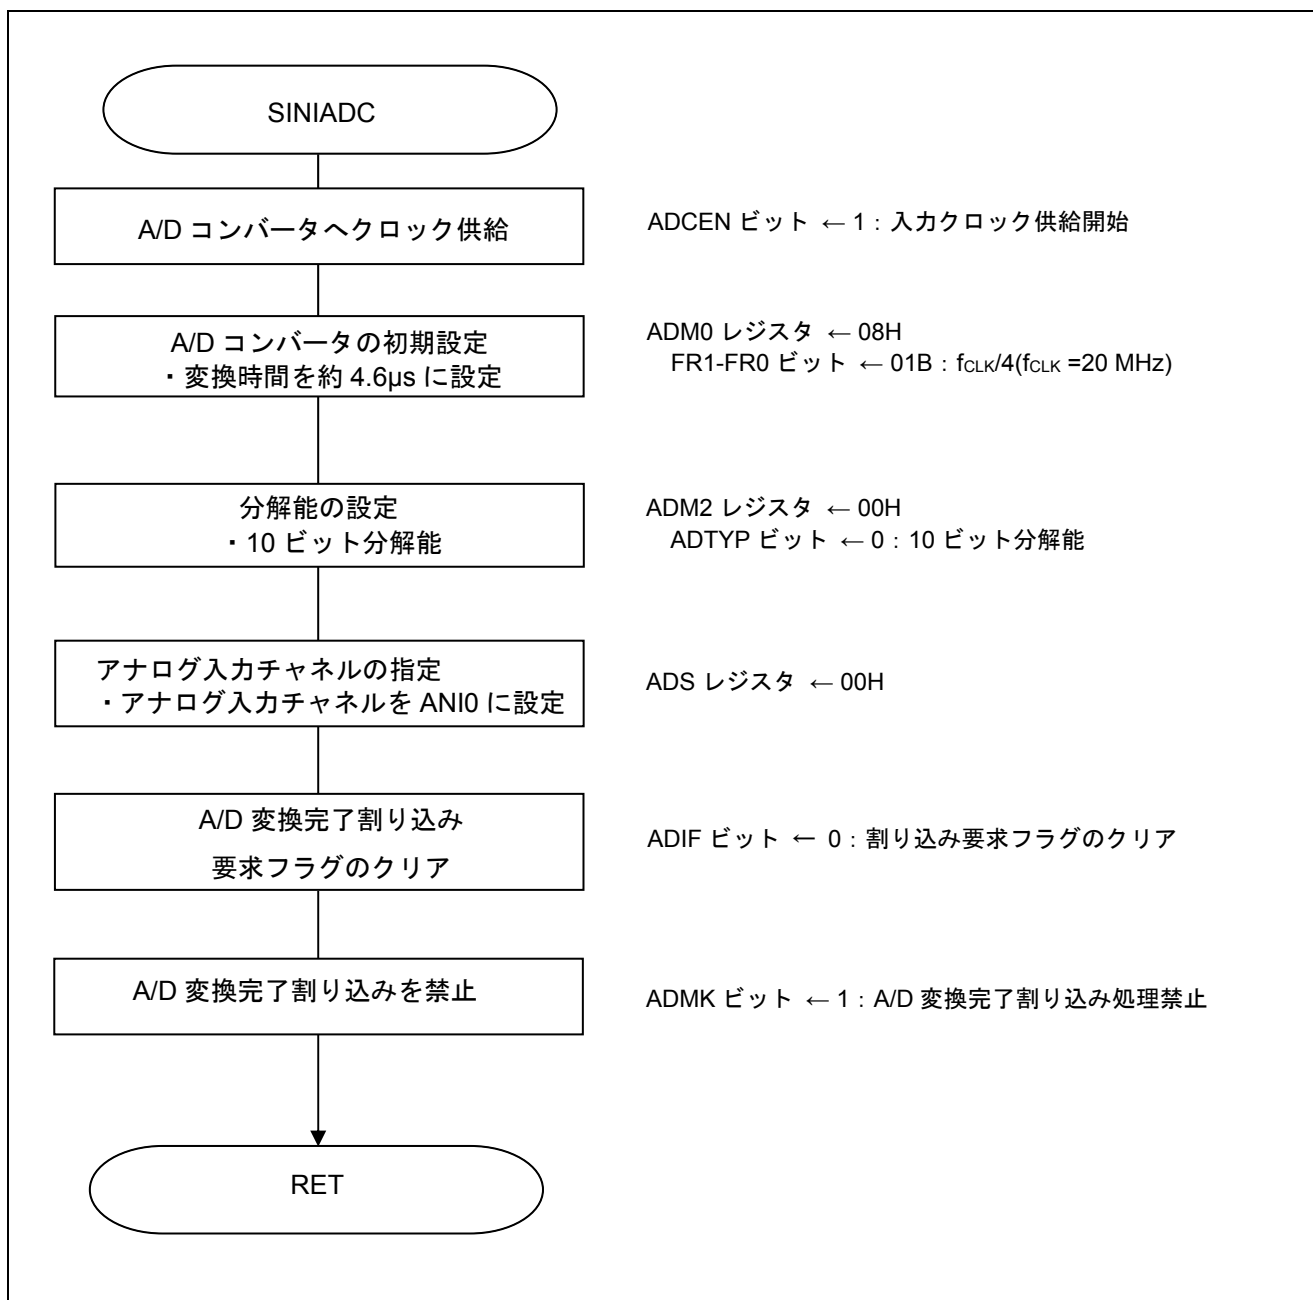 SINIADC
A/D コンバータへクロック供給
ADCEN ビット ← 1：入力クロック供給開始
A/D コンバータの初期設定
・変換時間を約 4.6µs に設定
ADM0 レジスタ ← 08H
FR1-FR0 ビット ← 01B：fCLK/4(fCLK =20 MHz)
分解能の設定
・10 ビット分解能
ADM2 レジスタ ← 00H
ADTYP ビット ← 0：10 ビット分解能
アナログ入力チャネルの指定
・アナログ入力チャネルを ANI0 に設定
ADS レジスタ ← 00H
A/D 変換完了割り込み
要求フラグのクリア
ADIF ビット ← 0：割り込み要求フラグのクリア
A/D 変換完了割り込みを禁止
ADMK ビット ← 1：A/D 変換完了割り込み処理禁止
RET